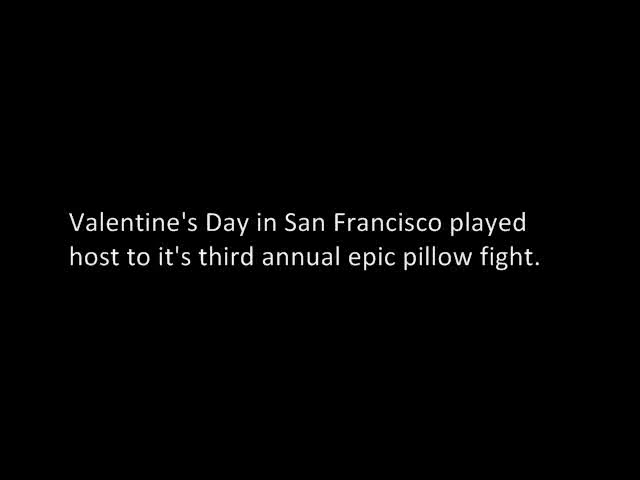 Valentine's Day in San Francisco played
host to it's third annual epic pillow fight.